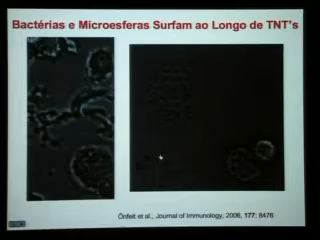 Bactérias e Microesferas Surfam ao Longo de TNT's
Önfelt et al., Journal of Immunology, 2006, 177: 8476